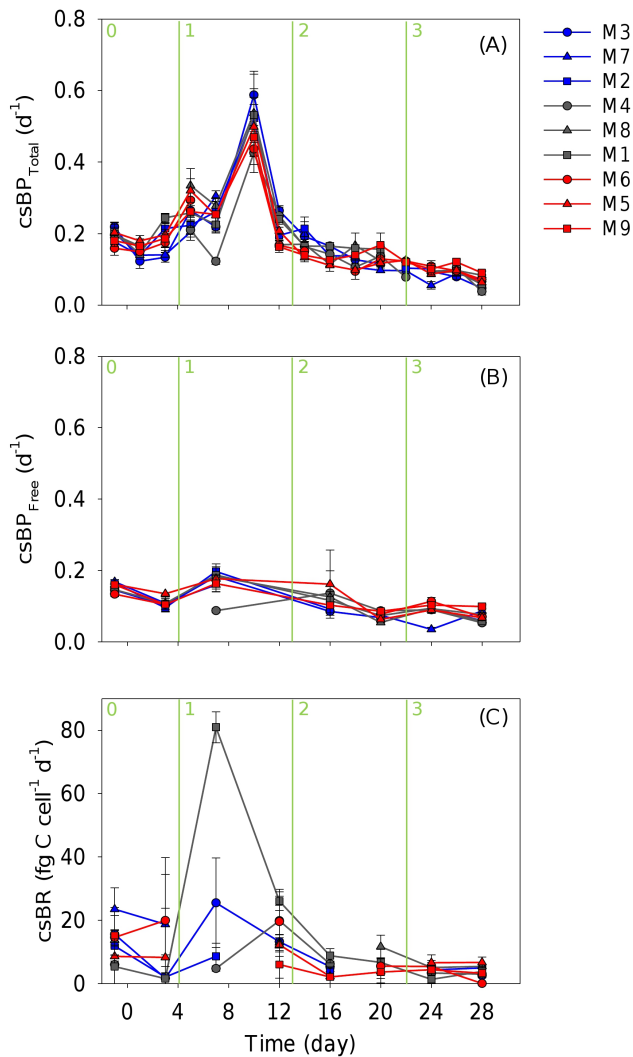 0 1 2 3
(A)
0.8
0.6
0.4
0.2
0.0
csBP_Total (d⁻¹)
M3
M7
M2
M4
M8
M1
M6
M5
M9
0 1 2 3
(B)
0.8
0.6
0.4
0.2
0.0
csBP_Free (d⁻¹)
0 1 2 3
(C)
80
60
40
20
0
csBR (fg C cell⁻¹ d⁻¹)
0 4 8 12 16 20 24 28
Time (day)